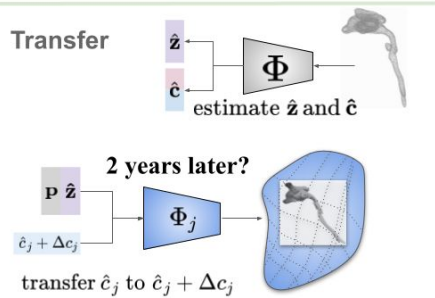 Transfer
ẑ
Φ
ĉ
estimate ẑ and ĉ
2 years later?
p ẑ
Φⱼ
ĉⱼ + Δcⱼ
transfer ĉⱼ to ĉⱼ + Δcⱼ